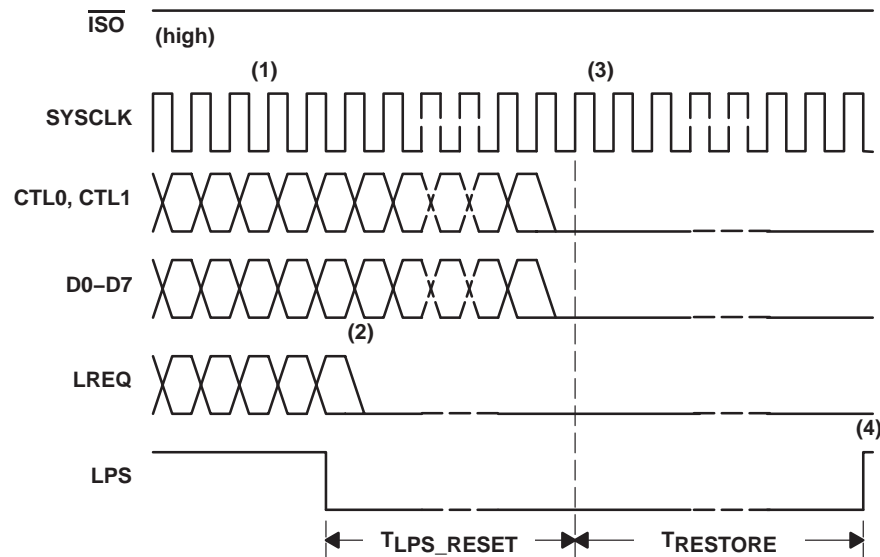 ISO
(high)
(1)
(3)
SYSCLK
CTL0, CTL1
D0–D7
(2)
LREQ
(4)
LPS
TLPS_RESET
TRESTORE